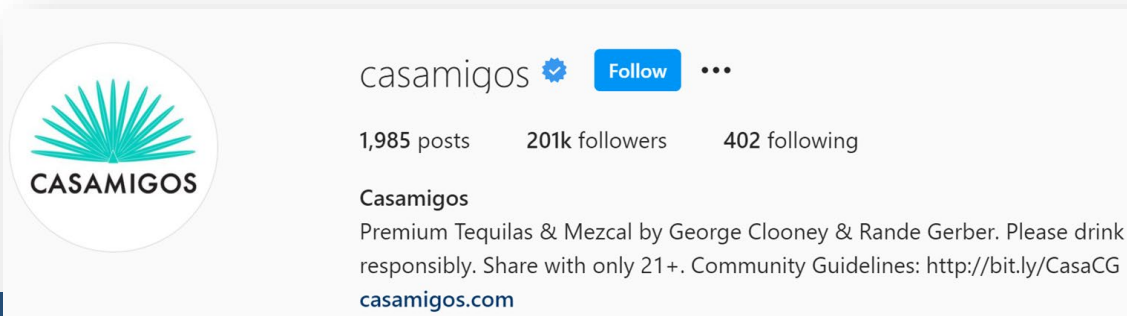 casamigos Follow
1,985 posts 201k followers 402 following
CASAMIGOS
Casamigos
Premium Tequilas & Mezcal by George Clooney & Rande Gerber. Please drink
responsibly. Share with only 21+. Community Guidelines: http://bit.ly/CasaCG
casamigos.com